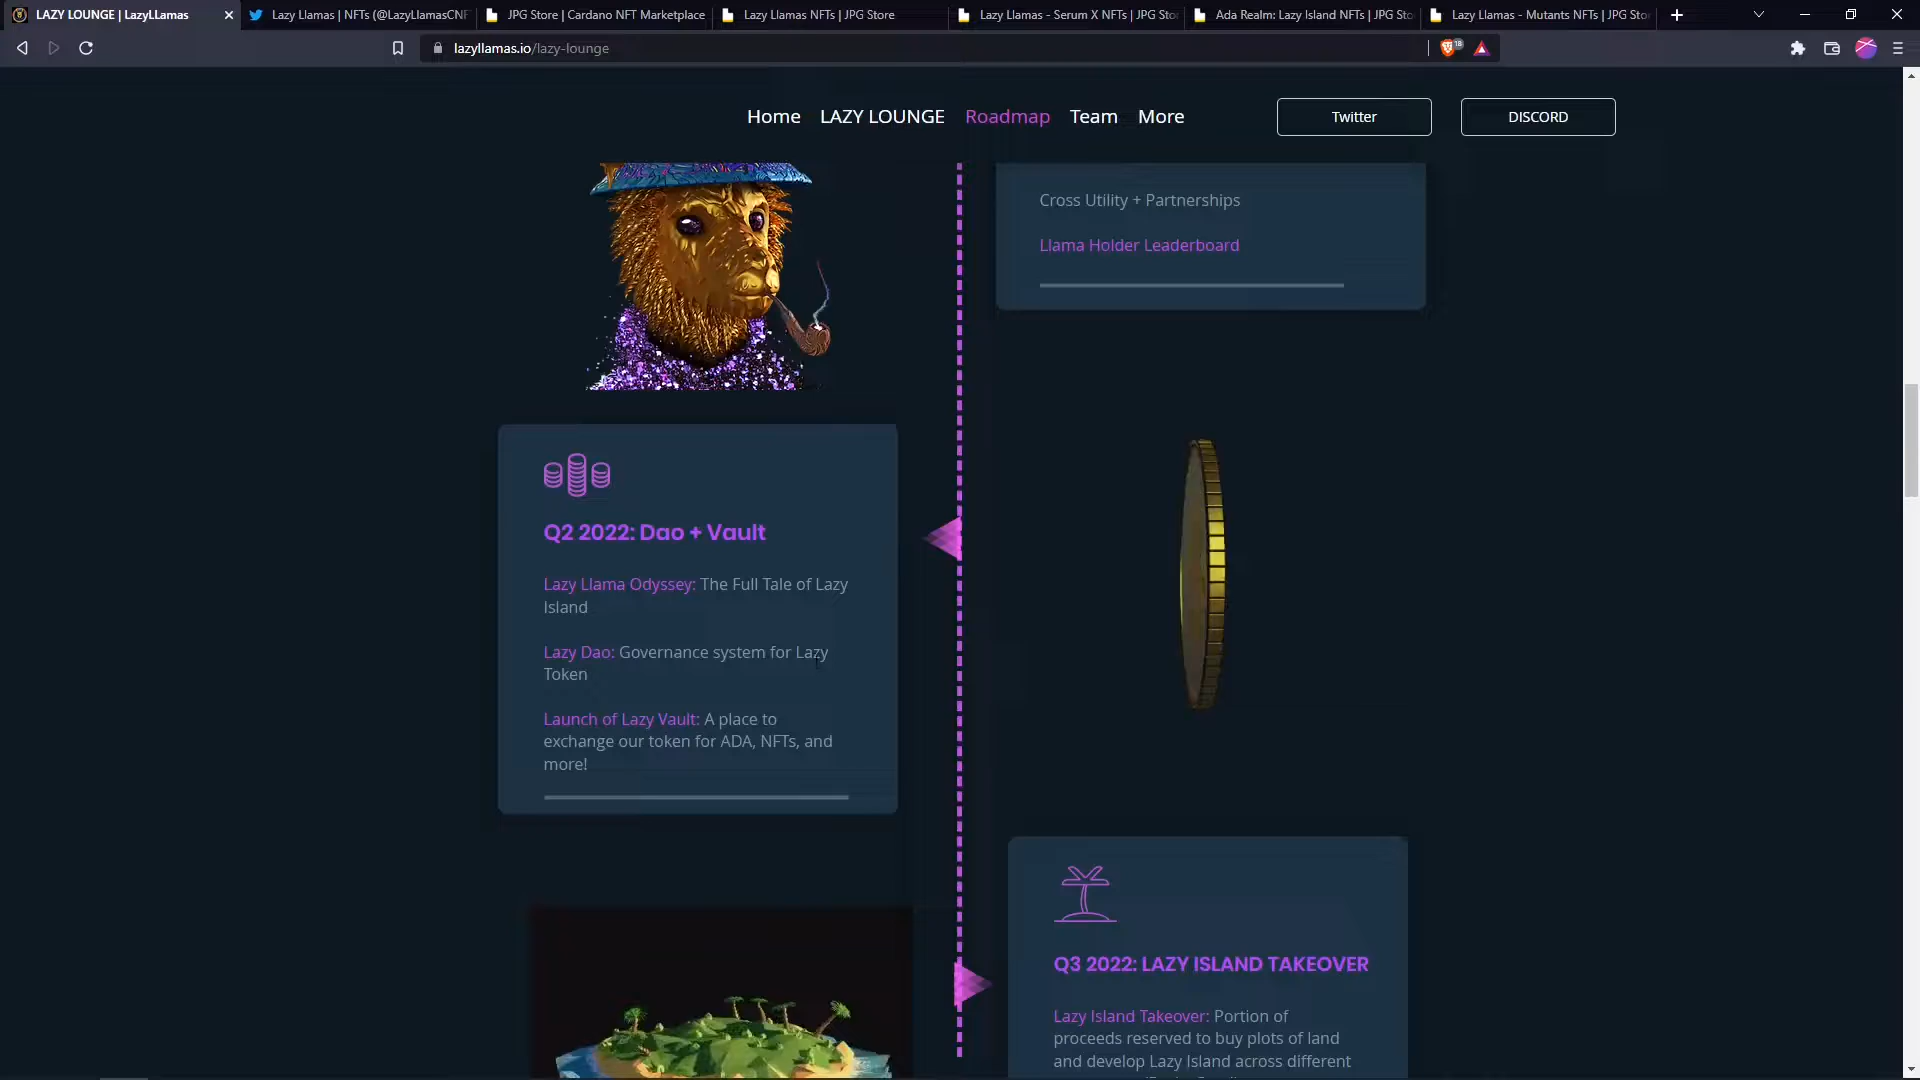 LAZY LOUNGE | LazyLLamas
Lazy Llamas | NFTs (@LazyLlamasCNF
JPG Store | Cardano NFT Marketplace
Lazy Llamas NFTs | JPG Store
Lazy Llamas - Serum X NFTs | JPG Sto
Ada Realm: Lazy Island NFTs | JPG Sto
Lazy Llamas - Mutants NFTs | JPG Stor
lazyllamas.io/lazy-lounge
18
Home
LAZY LOUNGE
Roadmap
Team
More
Twitter
DISCORD
Cross Utility + Partnerships
Llama Holder Leaderboard
Q2 2022: Dao + Vault
Lazy Llama Odyssey: The Full Tale of Lazy
Island
Lazy Dao: Governance system for Lazy
Token
Launch of Lazy Vault: A place to
exchange our token for ADA, NFTs, and
more!
Q3 2022: LAZY ISLAND TAKEOVER
Lazy Island Takeover: Portion of
proceeds reserved to buy plots of land
and develop Lazy Island across different